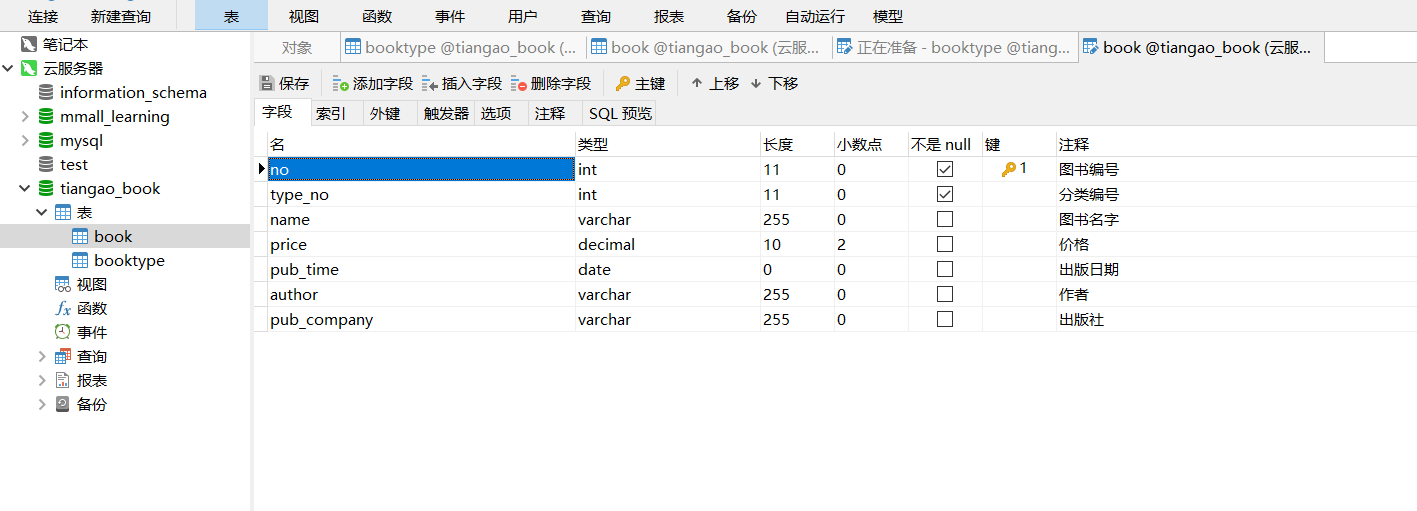 连接 新建查询 表 视图 函数 事件 用户 查询 报表 备份 自动运行 模型
笔记本
云服务器
information_schema
mmall_learning
mysql
test
tiangao_book
表
book
booktype
视图
fx 函数
事件
查询
报表
备份
对象 booktype @tiangao_book (... book @tiangao_book (云服... 正在准备 - booktype @tiang... book @tiangao_book (云服...
保存 添加字段 插入字段 删除字段 主键 上移 下移
字段 索引 外键 触发器 选项 注释 SQL 预览
名 类型 长度 小数点 不是 null 键 注释
no int 11 0 1 图书编号
type_no int 11 0 分类编号
name varchar 255 0 图书名字
price decimal 10 2 价格
pub_time date 0 0 出版日期
author varchar 255 0 作者
pub_company varchar 255 0 出版社